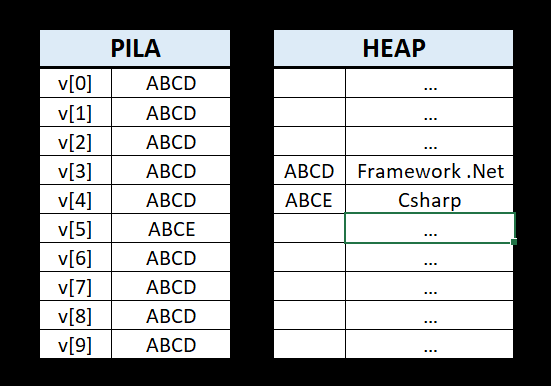 PILA HEAP
v[0] ABCD ...
v[1] ABCD ...
v[2] ABCD ...
v[3] ABCD ABCD Framework .Net
v[4] ABCD ABCE Csharp
v[5] ABCE ...
v[6] ABCD ...
v[7] ABCD ...
v[8] ABCD ...
v[9] ABCD ...